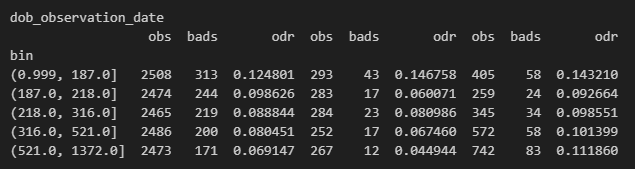 dob_observation_date
obs bads odr obs bads odr obs bads odr
bin
(0.999, 187.0] 2508 313 0.124801 293 43 0.146758 405 58 0.143210
(187.0, 218.0] 2474 244 0.098626 283 17 0.060071 259 24 0.092664
(218.0, 316.0] 2465 219 0.088844 284 23 0.080986 345 34 0.098551
(316.0, 521.0] 2486 200 0.080451 252 17 0.067460 572 58 0.101399
(521.0, 1372.0] 2473 171 0.069147 267 12 0.044944 742 83 0.111860